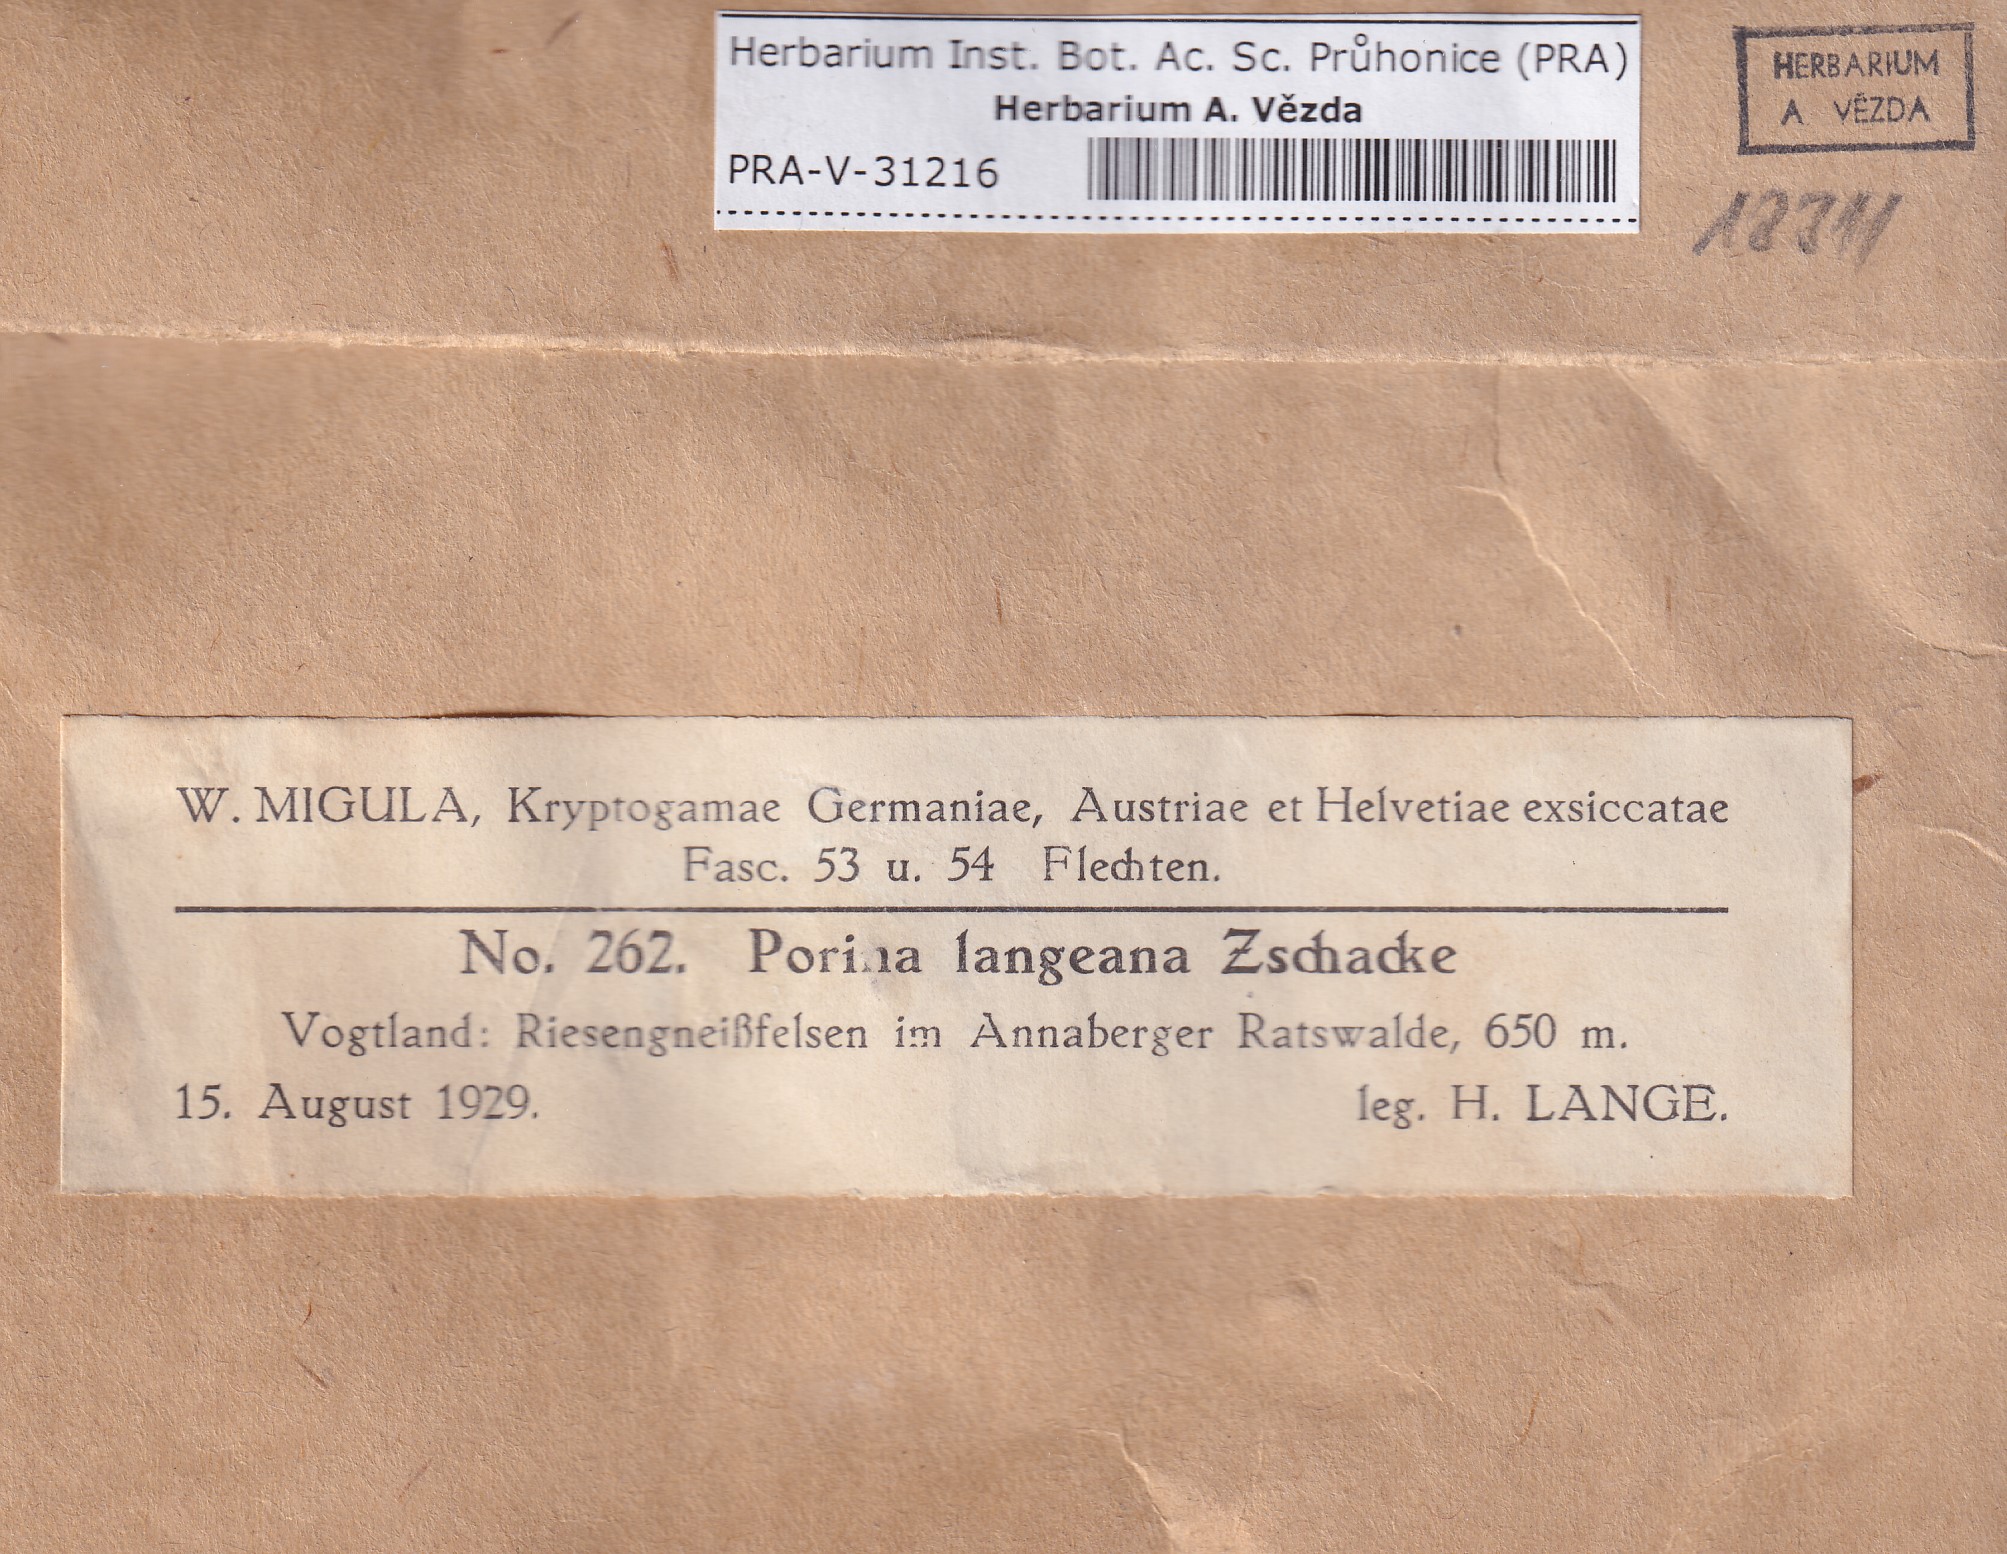 Herbarium Inst. Bot. Ac. Sc. Průhonice (PRA)
Herbarium A. Vězda
PRA-V-31216
HERBARIUM
A VĚZDA
W. MIGULA, Kryptogamae Germaniae, Austriae et Helvetiae exsiccatae
Fasc. 53 u. 54 Flechten.
No. 262. Porina langeana Zschacke
Vogtland: Riesengneißfelsen im Annaberger Ratswalde, 650 m.
15. August 1929.
leg. H. LANGE.